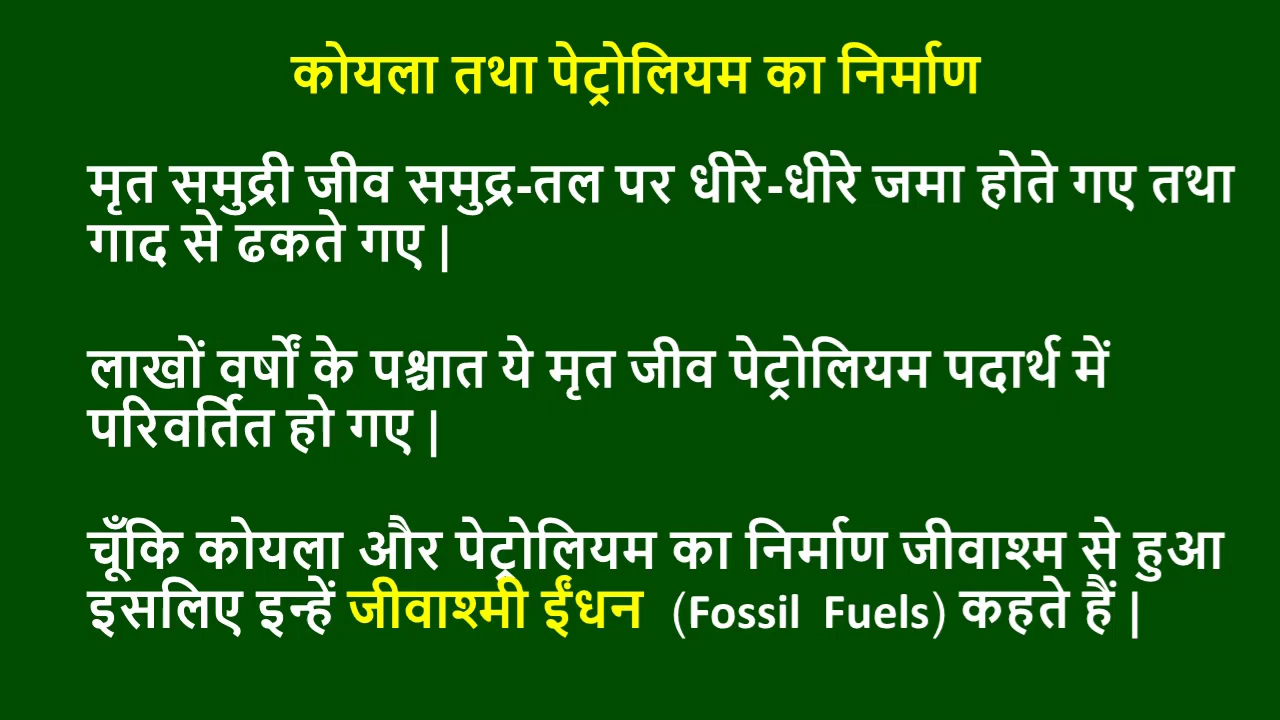 कोयला तथा पेट्रोलियम का निर्माण
मृत समुद्री जीव समुद्र-तल पर धीरे-धीरे जमा होते गए तथा
गाद से ढकते गए |
लाखों वर्षों के पश्चात ये मृत जीव पेट्रोलियम पदार्थ में
परिवर्तित हो गए |
चूँकि कोयला और पेट्रोलियम का निर्माण जीवाश्म से हुआ
इसलिए इन्हें जीवाश्मी ईंधन (Fossil Fuels) कहते हैं |